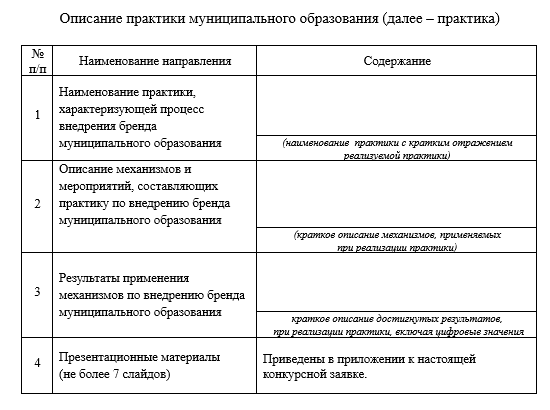 Описание практики муниципального образования (далее – практика)
№
п/п
Наименование направления
Содержание
1
Наименование практики,
характеризующей процесс
внедрения бренда
муниципального образования
(наименование практики с кратким отражением
реализуемой практики)
2
Описание механизмов и
мероприятий, составляющих
практику по внедрению бренда
муниципального образования
(кратков описание механизмов, применяемых
при реализации практики)
3
Результаты применения
механизмов по внедрению бренда
муниципального образования
кратков описание достигнутых результатов,
при реализации практики, включая цифровые значения
4
Презентационные материалы
(не более 7 слайдов)
Приведены в приложении к настоящей
конкурсной заявке.